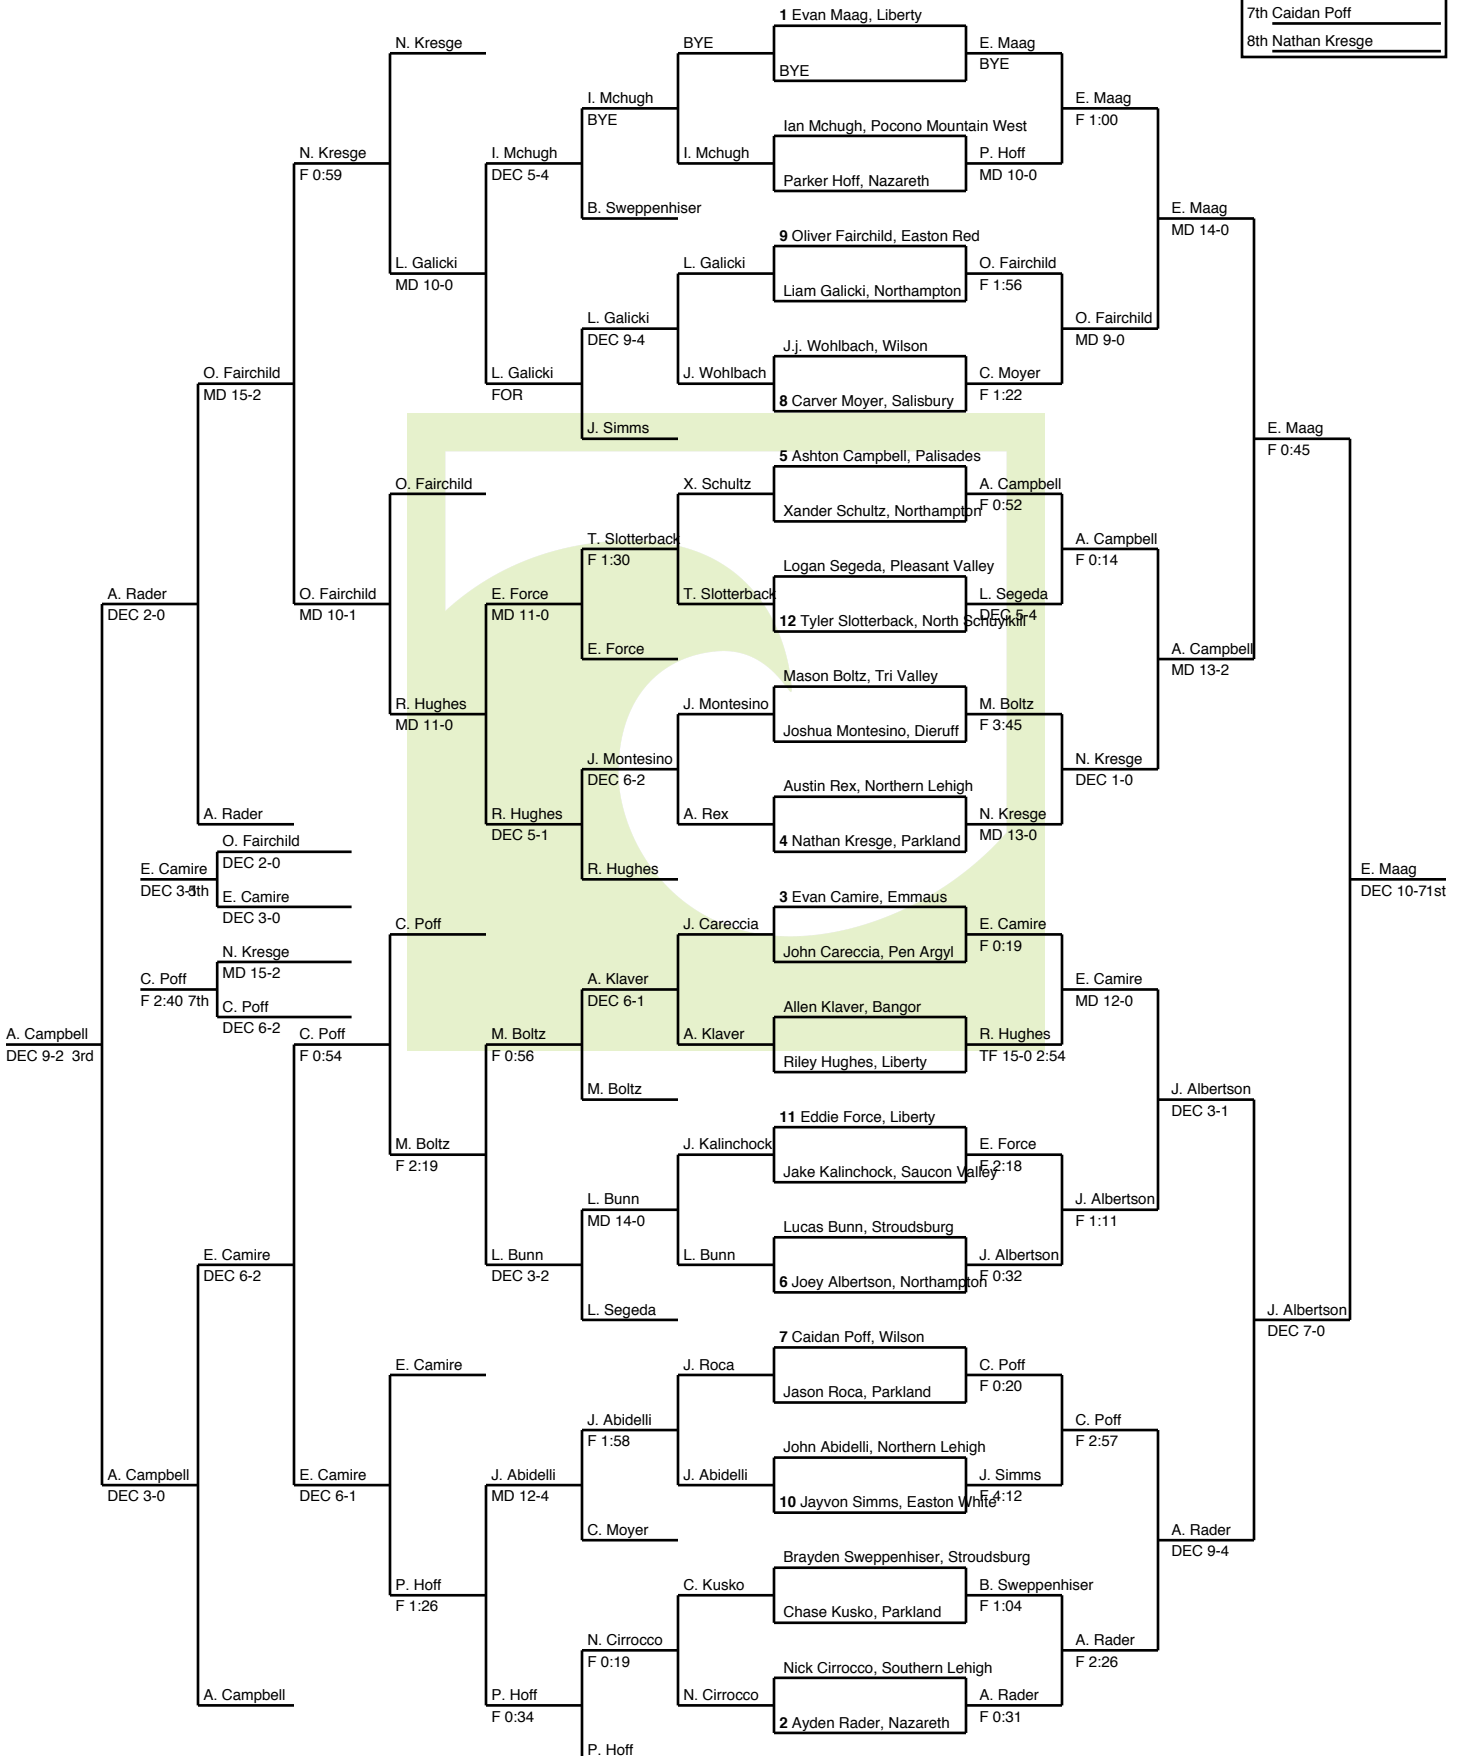 7th Caidan Poff
8th Nathan Kresge
N. Kresge
N. Kresge
F 0:59
L. Galicki
MD 10-0
I. Mchugh
DEC 5-4
L. Galicki
FOR
I. Mchugh
BYE
B. Sweppenhiser
L. Galicki
DEC 9-4
J. Simms
BYE
I. Mchugh
L. Galicki
J. Wohlbach
1 Evan Maag, Liberty
BYE
Ian Mchugh, Pocono Mountain West
Parker Hoff, Nazareth
9 Oliver Fairchild, Easton Red
Liam Galicki, Northampton
J.j. Wohlbach, Wilson
8 Carver Moyer, Salisbury
E. Maag
BYE
P. Hoff
MD 10-0
O. Fairchild
F 1:56
C. Moyer
F 1:22
E. Maag
F 1:00
O. Fairchild
MD 9-0
E. Maag
MD 14-0
O. Fairchild
MD 15-2
O. Fairchild
O. Fairchild
MD 10-1
R. Hughes
MD 11-0
E. Force
MD 11-0
R. Hughes
DEC 5-1
T. Slotterback
F 1:30
E. Force
J. Montesino
DEC 6-2
R. Hughes
X. Schultz
T. Slotterback
J. Montesino
A. Rex
5 Ashton Campbell, Palisades
Xander Schultz, Northampton
Logan Segeda, Pleasant Valley
12 Tyler Slotterback, North Schuylkill
Mason Boltz, Tri Valley
Joshua Montesino, Dieruff
Austin Rex, Northern Lehigh
4 Nathan Kresge, Parkland
A. Campbell
F 0:52
L. Segeda
DEC 5-4
M. Boltz
F 3:45
N. Kresge
MD 13-0
A. Campbell
F 0:14
N. Kresge
DEC 1-0
A. Campbell
MD 13-2
E. Maag
F 0:45
A. Rader
DEC 2-0
A. Rader
O. Fairchild
DEC 2-0
E. Camire
DEC 3-0
E. Camire
DEC 3-1 5th
N. Kresge
MD 15-2
C. Poff
DEC 6-2
C. Poff
F 2:40 7th
A. Campbell
DEC 9-2 3rd
E. Maag
DEC 10-7 1st
C. Poff
C. Poff
F 0:54
M. Boltz
F 2:19
M. Boltz
F 0:56
L. Bunn
DEC 3-2
A. Klaver
DEC 6-1
M. Boltz
L. Bunn
MD 14-0
L. Segeda
J. Careccia
A. Klaver
J. Kalinchock
L. Bunn
3 Evan Camire, Emmaus
John Careccia, Pen Argyl
Allen Klaver, Bangor
Riley Hughes, Liberty
11 Eddie Force, Liberty
Jake Kalinchock, Saucon Valley
Lucas Bunn, Stroudsburg
6 Joey Albertson, Northampton
E. Camire
F 0:19
R. Hughes
TF 15-0 2:54
E. Force
F 2:18
J. Albertson
F 0:32
E. Camire
MD 12-0
J. Albertson
F 1:11
J. Albertson
DEC 3-1
E. Camire
DEC 6-2
A. Campbell
DEC 3-0
A. Campbell
E. Camire
E. Camire
DEC 6-1
P. Hoff
F 1:26
J. Abidelli
MD 12-4
P. Hoff
F 0:34
J. Abidelli
F 1:58
C. Moyer
N. Cirrocco
F 0:19
P. Hoff
J. Roca
J. Abidelli
C. Kusko
N. Cirrocco
7 Caidan Poff, Wilson
Jason Roca, Parkland
John Abidelli, Northern Lehigh
10 Jayvon Simms, Easton White
Brayden Sweppenhiser, Stroudsburg
Chase Kusko, Parkland
Nick Cirrocco, Southern Lehigh
2 Ayden Rader, Nazareth
C. Poff
F 0:20
J. Simms
F 4:12
B. Sweppenhiser
F 1:04
A. Rader
F 0:31
C. Poff
F 2:57
A. Rader
F 2:26
A. Rader
DEC 9-4
J. Albertson
DEC 7-0